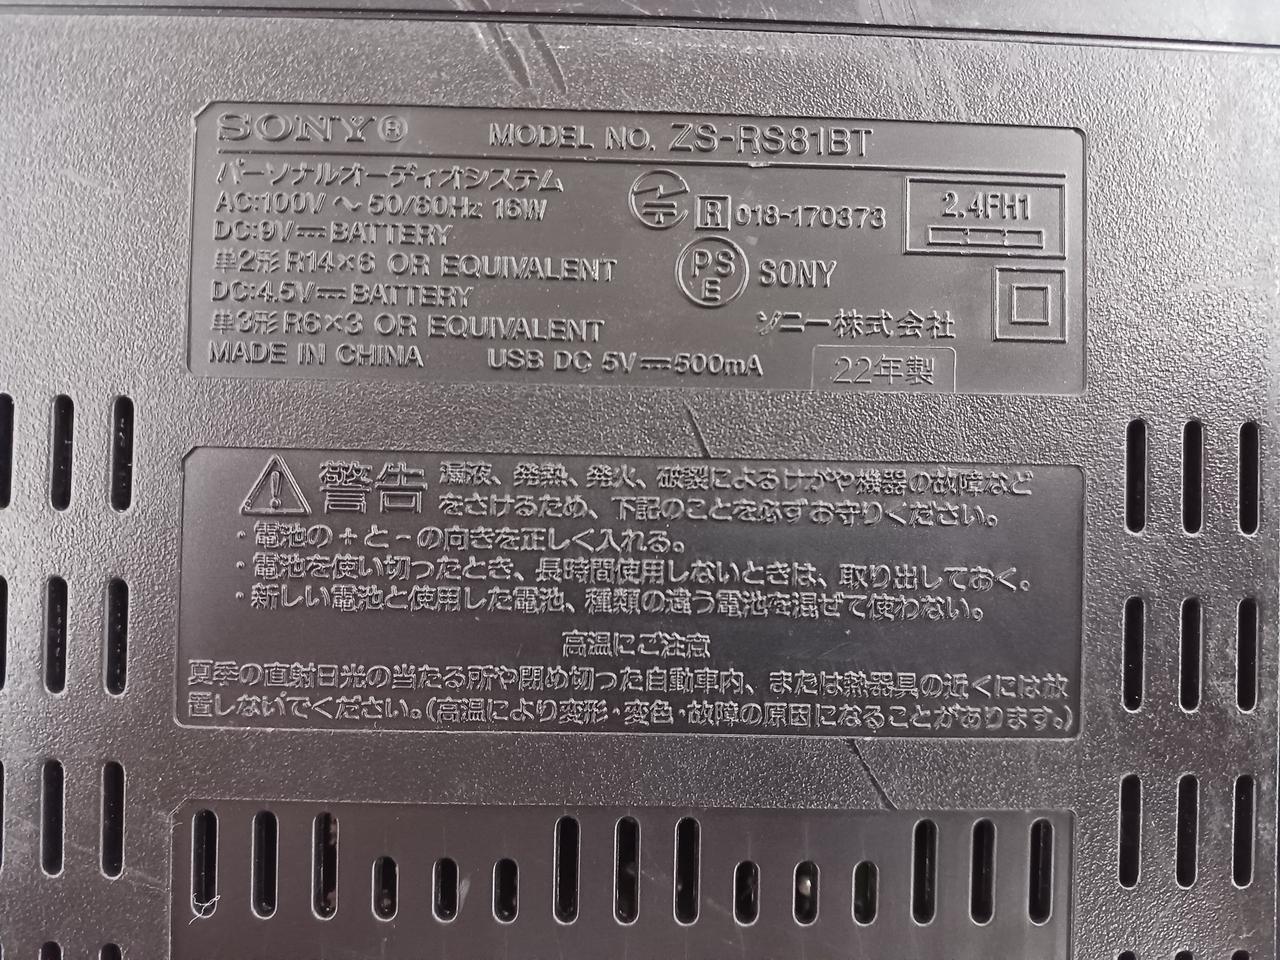 SONY® MODEL NO. ZS-RS81BT
パーソナルオーディオシステム
AC:100V ～ 50/60Hz 16W
DC:9V⎓BATTERY
単2形 R14×6 OR EQUIVALENT
DC:4.5V⎓BATTERY
単3形 R6×3 OR EQUIVALENT
MADE IN CHINA USB DC 5V⎓500mA
R 018-170373
2.4FH1
PSE SONY
ソニー株式会社
22年製
警告 漏液、発熱、発火、破裂によるけがや機器の故障など
をさけるため、下記のことを必ずお守りください。
・電池の + と - の向きを正しく入れる。
・電池を使い切ったとき、長時間使用しないときは、取り出しておく。
・新しい電池と使用した電池、種類の違う電池を混ぜて使わない。
高温にご注意
夏季の直射日光の当たる所や閉め切った自動車内、または熱器具の近くには放
置しないでください。(高温により変形・変色・故障の原因になることがあります。)